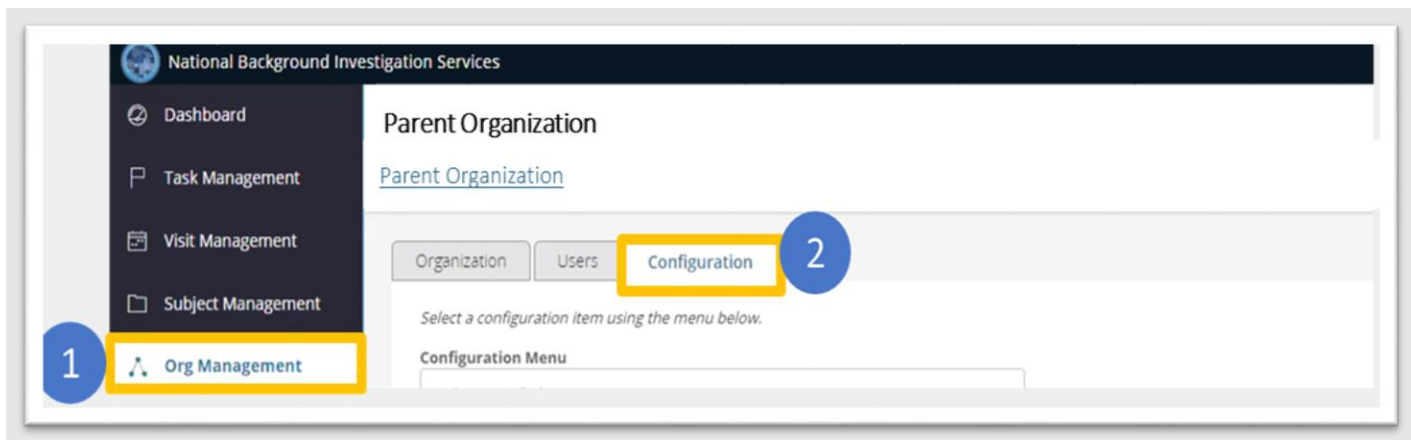 National Background Investigation Services
Dashboard
Task Management
Visit Management
Subject Management
1
Org Management
Parent Organization
Parent Organization
Organization
Users
Configuration
2
Select a configuration item using the menu below.
Configuration Menu